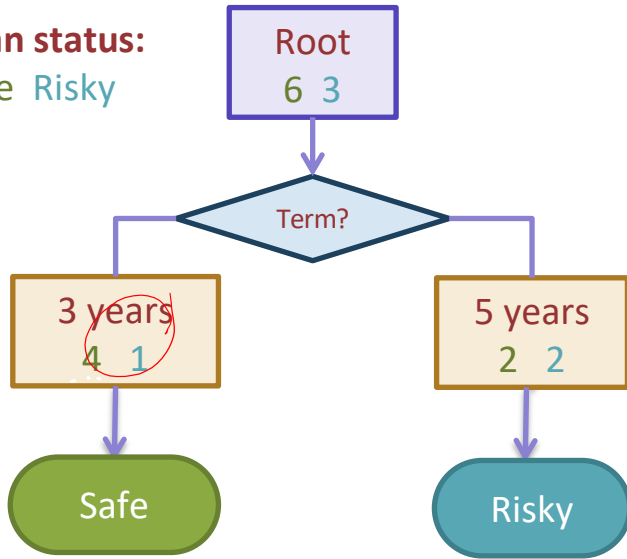 an status:
e Risky
Root
6 3
Term?
3 years
4 1
5 years
2 2
Safe
Risky